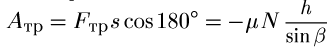 A_тр = F_тр s cos 180° = −μN h / sin β